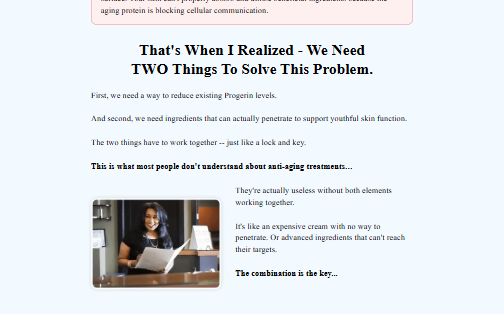 aging protein is blocking cellular communication.
That's When I Realized - We Need
TWO Things To Solve This Problem.
First, we need a way to reduce existing Progerin levels.
And second, we need ingredients that can actually penetrate to support youthful skin function.
The two things have to work together -- just like a lock and key.
This is what most people don't understand about anti-aging treatments...
They're actually useless without both elements
working together.
It's like an expensive cream with no way to
penetrate. Or advanced ingredients that can't reach
their targets.
The combination is the key...